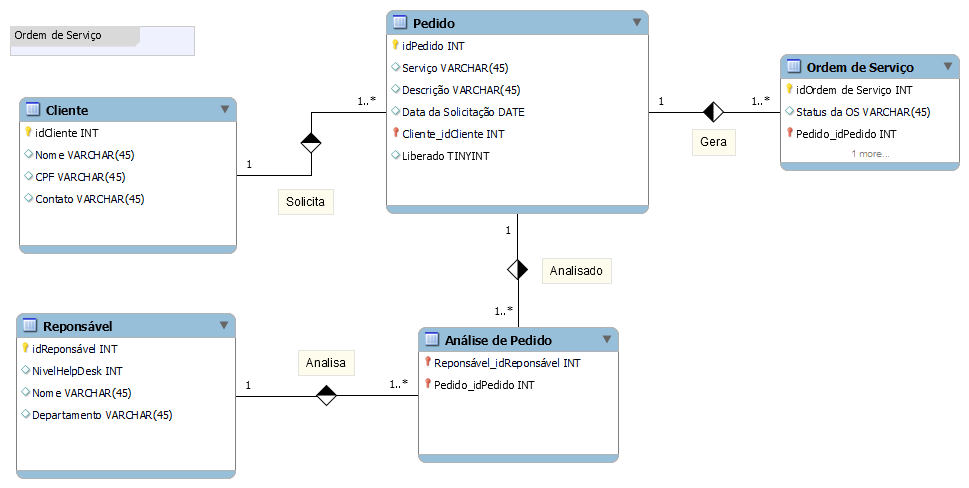 Ordem de Serviço
Cliente
idCliente INT
Nome VARCHAR(45)
CPF VARCHAR(45)
Contato VARCHAR(45)
1
1..*
Solicita
Pedido
idPedido INT
Serviço VARCHAR(45)
Descrição VARCHAR(45)
Data da Solicitação DATE
Cliente_idCliente INT
Liberado TINYINT
1
1..*
Gera
Ordem de Serviço
idOrdem de Serviço INT
Status da OS VARCHAR(45)
Pedido_idPedido INT
1 more...
1
Analisado
1..*
Reponsável
idReponsável INT
NivelHelpDesk INT
Nome VARCHAR(45)
Departamento VARCHAR(45)
Analisa
1
1..*
Análise de Pedido
Reponsável_idReponsável INT
Pedido_idPedido INT